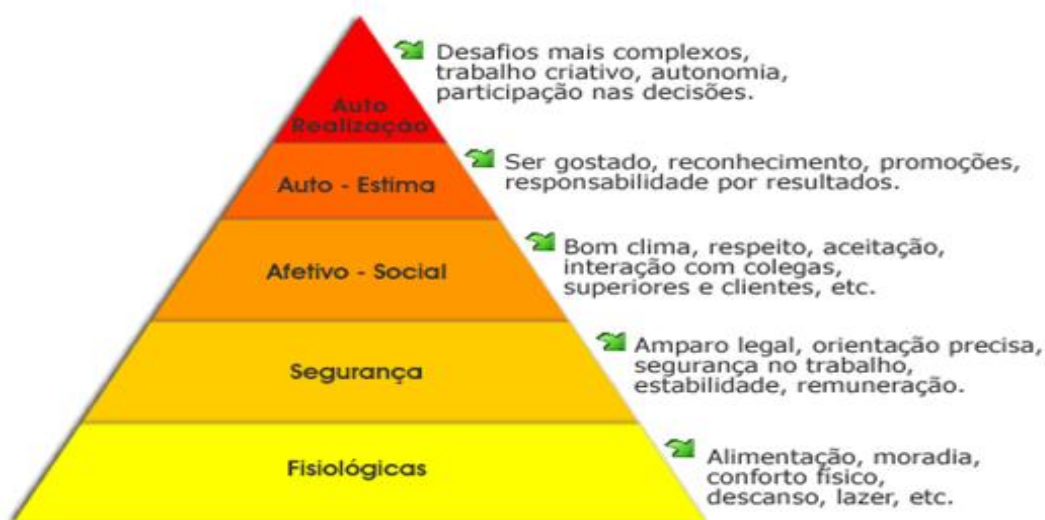 Auto
Realização
Desafios mais complexos,
trabalho criativo, autonomia,
participação nas decisões.
Auto - Estima
Ser gostado, reconhecimento, promoções,
responsabilidade por resultados.
Afetivo - Social
Bom clima, respeito, aceitação,
interação com colegas,
superiores e clientes, etc.
Segurança
Amparo legal, orientação precisa,
segurança no trabalho,
estabilidade, remuneração.
Fisiológicas
Alimentação, moradia,
conforto físico,
descanso, lazer, etc.